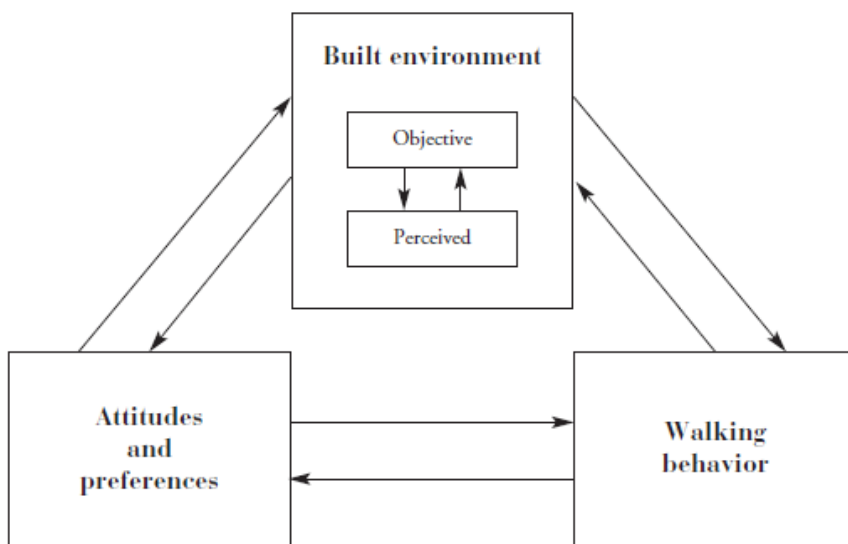 Built environment
Objective
Perceived
Attitudes
and
preferences
Walking
behavior